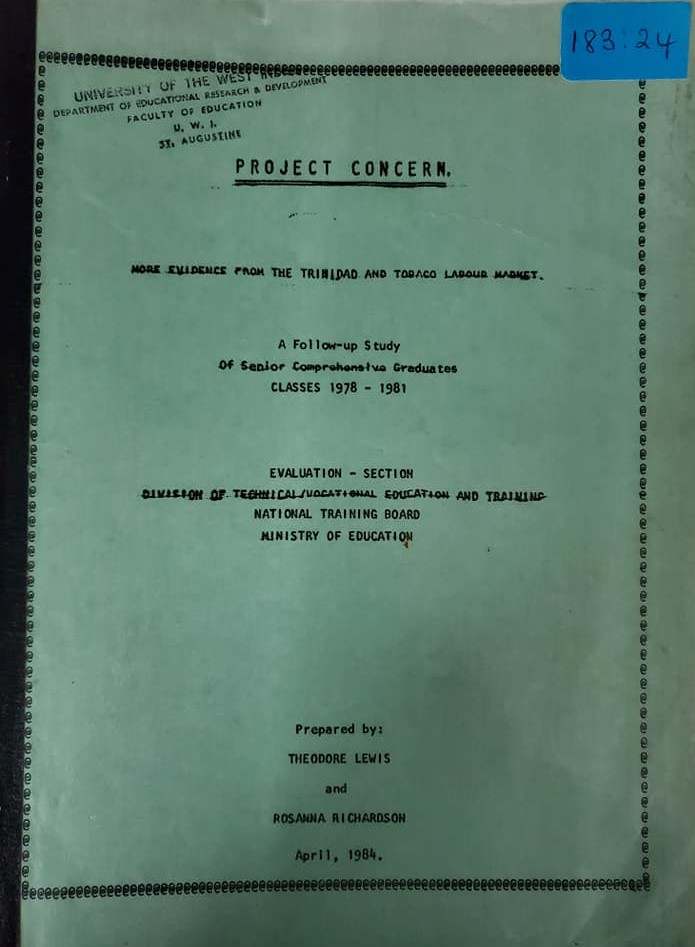 183:24
UNIVERSITY OF THE WEST
DEPARTMENT OF EDUCATIONAL RESEARCH & DEVELOPMENT
FACULTY OF EDUCATION
U. W. I.
ST. AUGUSTINE
PROJECT CONCERN.
MORE EVIDENCE FROM THE TRINIDAD AND TOBACO LABOUR MARKET.
A Follow-up Study
Of Senior Comprehensive Graduates
CLASSES 1978 - 1981
EVALUATION - SECTION
DIVISION OF TECHNICAL/VOCATIONAL EDUCATION AND TRAINING
NATIONAL TRAINING BOARD
MINISTRY OF EDUCATION
Prepared by:
THEODORE LEWIS
and
ROSANNA RICHARDSON
April, 1984.